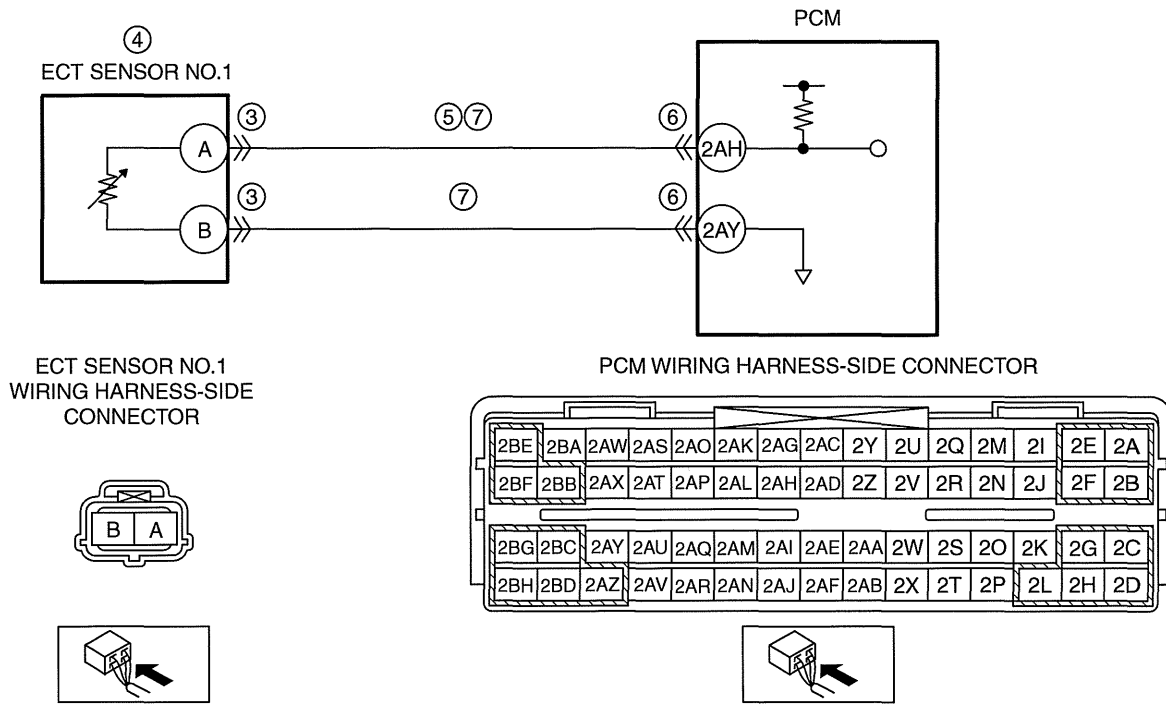 PCM
4
ECT SENSOR NO.1
3 5 7 6
A 2AH
3 7 6
B 2AY
ECT SENSOR NO.1
WIRING HARNESS-SIDE
CONNECTOR
B A
PCM WIRING HARNESS-SIDE CONNECTOR
2BE 2BA 2AW 2AS 2AO 2AK 2AG 2AC 2Y 2U 2Q 2M 2I 2E 2A
2BF 2BB 2AX 2AT 2AP 2AL 2AH 2AD 2Z 2V 2R 2N 2J 2F 2B
2BG 2BC 2AY 2AU 2AQ 2AM 2AI 2AE 2AA 2W 2S 2O 2K 2G 2C
2BH 2BD 2AZ 2AV 2AR 2AN 2AJ 2AF 2AB 2X 2T 2P 2L 2H 2D